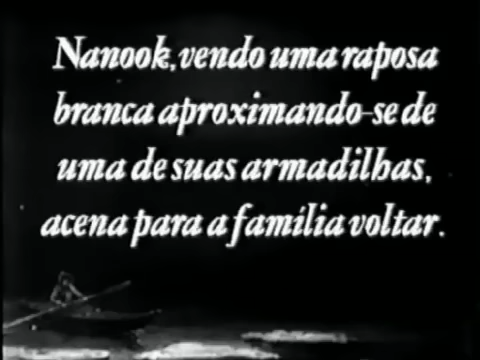 Nanook, vendo uma raposa
branca aproximando-se de
uma de suas armadilhas,
acena para a família voltar.